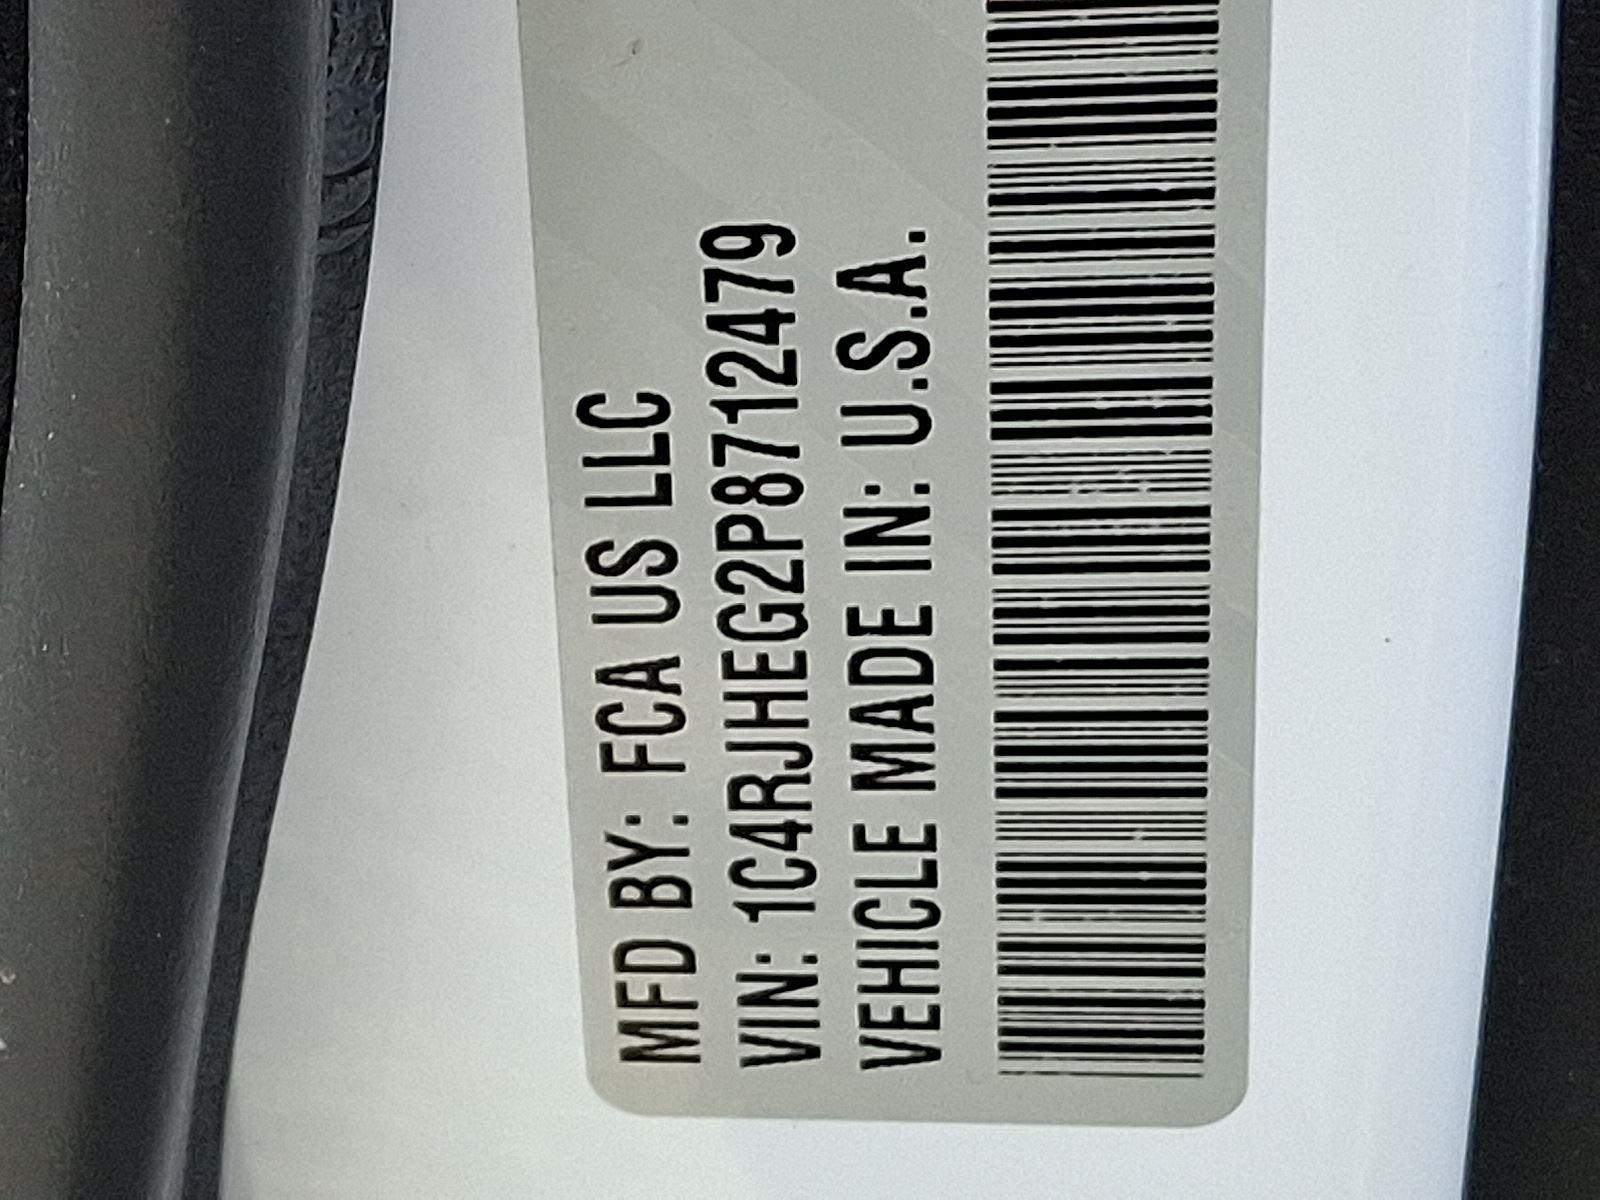 MFD BY: FCA US LLC
VIN: 1C4RJHEG2P8712479
VEHICLE MADE IN: U.S.A.